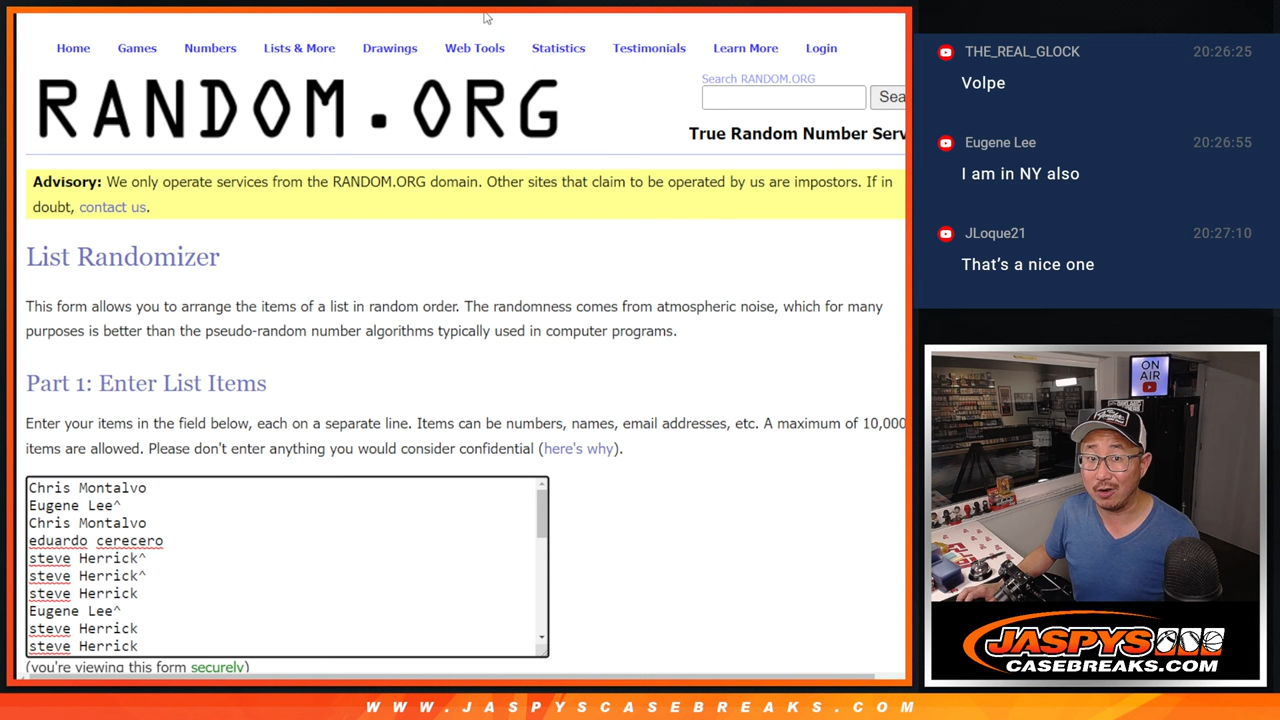 Home Games Numbers Lists & More Drawings Web Tools Statistics Testimonials Learn More Login
RANDOM.ORG
Search RANDOM.ORG
Sea
True Random Number Serv
Advisory: We only operate services from the RANDOM.ORG domain. Other sites that claim to be operated by us are impostors. If in
doubt, contact us.
List Randomizer
This form allows you to arrange the items of a list in random order. The randomness comes from atmospheric noise, which for many
purposes is better than the pseudo-random number algorithms typically used in computer programs.
Part 1: Enter List Items
Enter your items in the field below, each on a separate line. Items can be numbers, names, email addresses, etc. A maximum of 10,000
items are allowed. Please don't enter anything you would consider confidential (here's why).
Chris Montalvo
Eugene Lee^
Chris Montalvo
eduardo cerecero
steve Herrick^
steve Herrick^
steve Herrick
Eugene Lee^
steve Herrick
steve Herrick
(you're viewing this form securely)
THE_REAL_GLOCK 20:26:25
Volpe
Eugene Lee 20:26:55
I am in NY also
JLoque21 20:27:10
That's a nice one
ON
AIR
JASPYS
CASEBREAKS.COM
WWW.JASPYSCASEBREAKS.COM